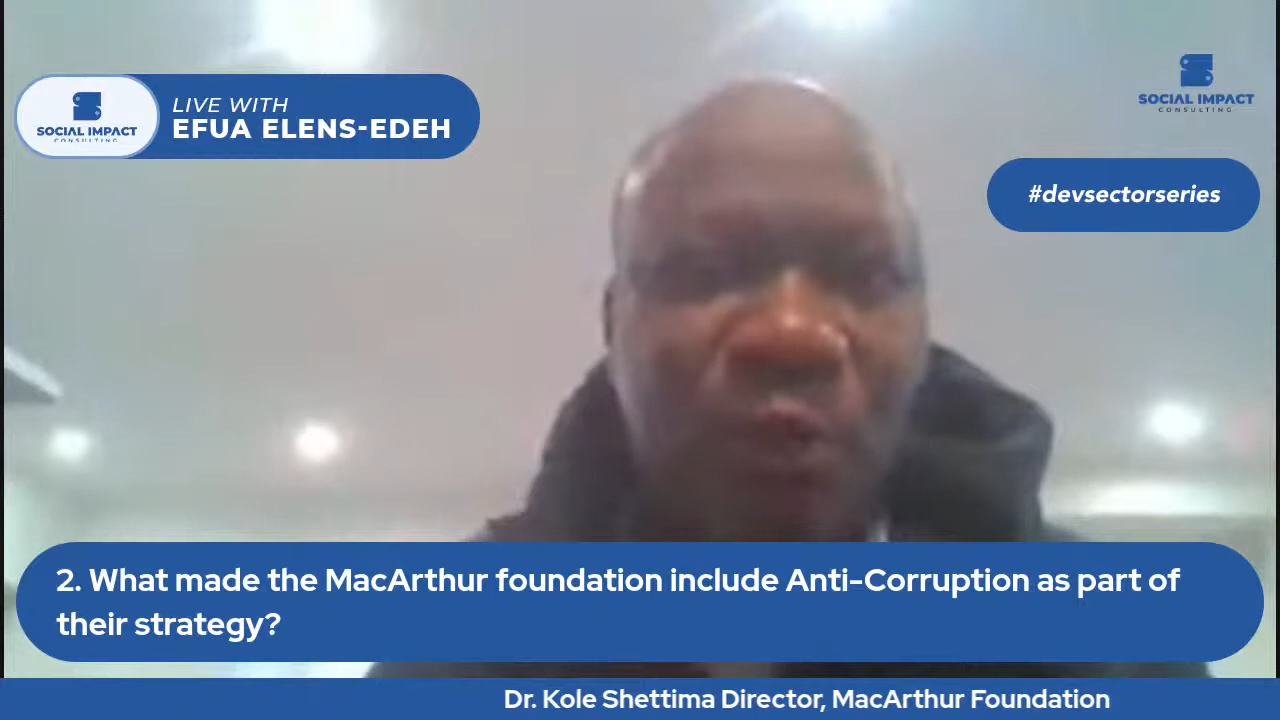 SOCIAL IMPACT
CONSULTING
LIVE WITH
EFUA ELENS-EDEH
SOCIAL IMPACT
CONSULTING
#devsectorseries
2. What made the MacArthur foundation include Anti-Corruption as part of
their strategy?
Dr. Kole Shettima Director, MacArthur Foundation